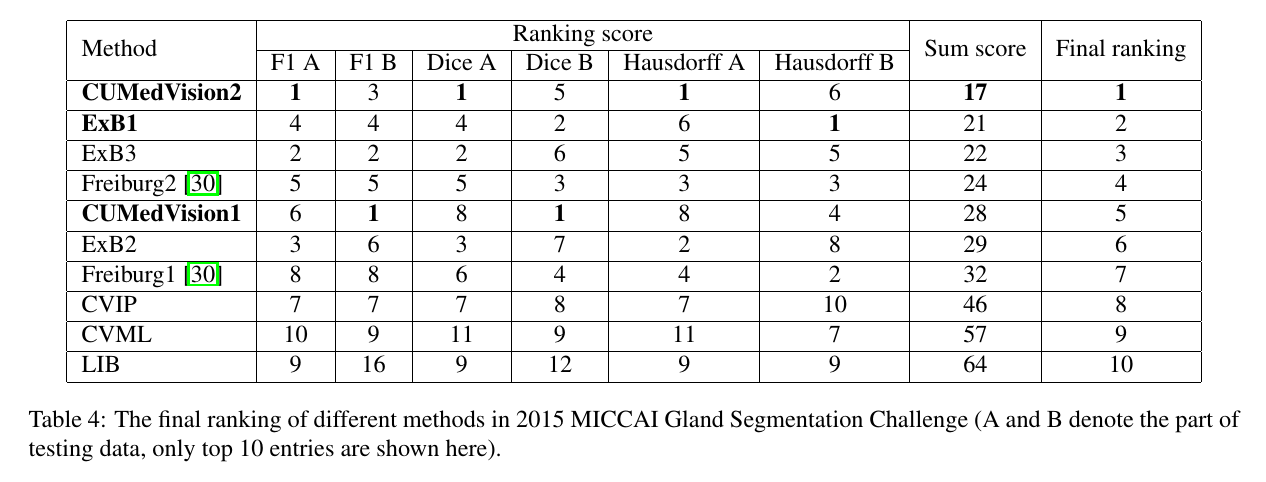 Method Ranking score Sum score Final ranking
F1 A F1 B Dice A Dice B Hausdorff A Hausdorff B
CUMedVision2 1 3 1 5 1 6 17 1
ExB1 4 4 4 2 6 1 21 2
ExB3 2 2 2 6 5 5 22 3
Freiburg2 [30] 5 5 5 3 3 3 24 4
CUMedVision1 6 1 8 1 8 4 28 5
ExB2 3 6 3 7 2 8 29 6
Freiburg1 [30] 8 8 6 4 4 2 32 7
CVIP 7 7 7 8 7 10 46 8
CVML 10 9 11 9 11 7 57 9
LIB 9 16 9 12 9 9 64 10
Table 4: The final ranking of different methods in 2015 MICCAI Gland Segmentation Challenge (A and B denote the part of
testing data, only top 10 entries are shown here).